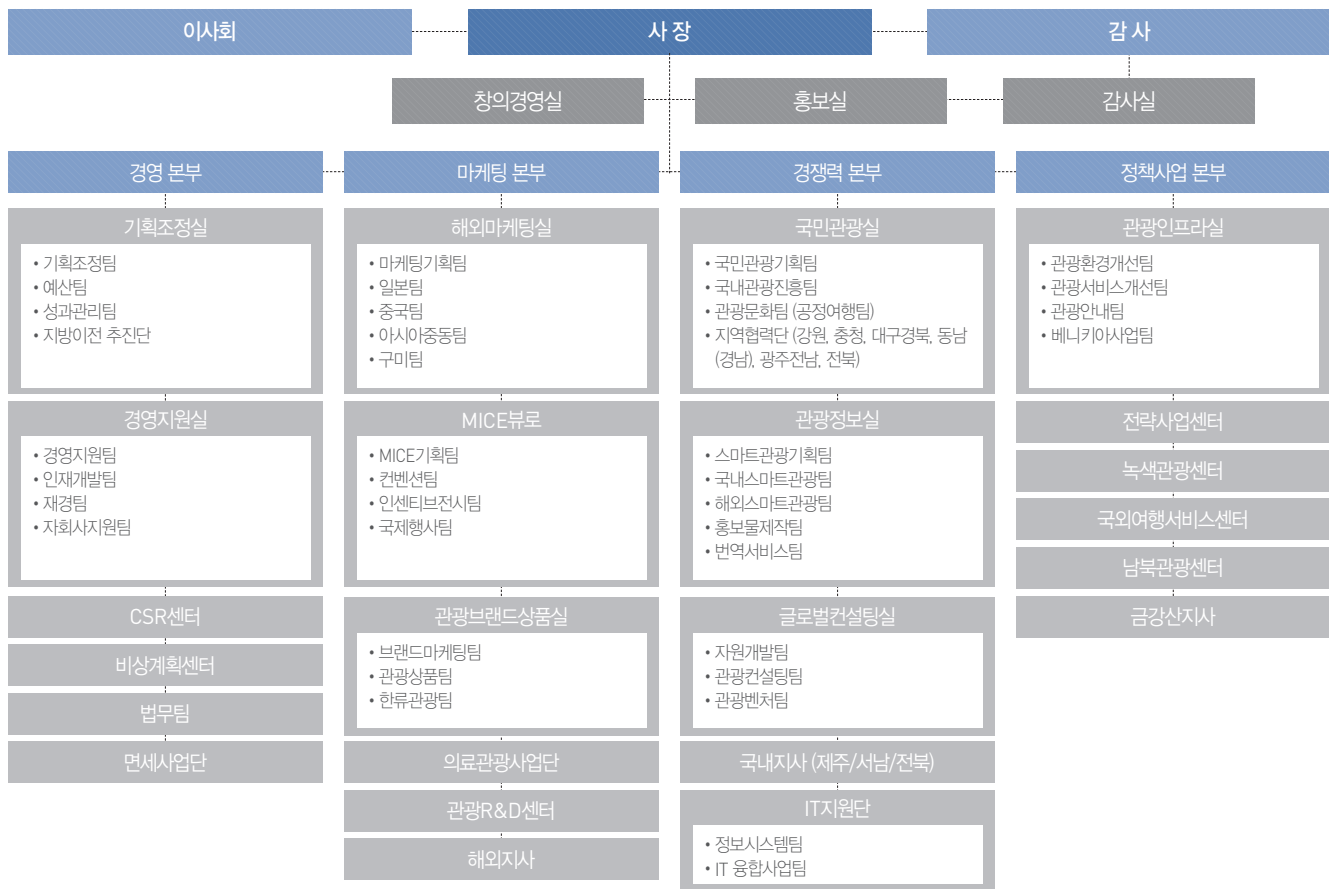 이사회
사 장
감 사
창의경영실
홍보실
감사실
경영 본부
기획조정실
• 기획조정팀
• 예산팀
• 성과관리팀
• 지방이전 추진단
경영지원실
• 경영지원팀
• 인재개발팀
• 재경팀
• 자회사지원팀
CSR센터
비상계획센터
법무팀
면세사업단
마케팅 본부
해외마케팅실
• 마케팅기획팀
• 일본팀
• 중국팀
• 아시아중동팀
• 구미팀
MICE뷰로
• MICE기획팀
• 컨벤션팀
• 인센티브전시팀
• 국제행사팀
관광브랜드상품실
• 브랜드마케팅팀
• 관광상품팀
• 한류관광팀
의료관광사업단
관광R&D센터
해외지사
경쟁력 본부
국민관광실
• 국민관광기획팀
• 국내관광진흥팀
• 관광문화팀 (공정여행팀)
• 지역협력단 (강원, 충청, 대구경북, 동남
(경남), 광주전남, 전북)
관광정보실
• 스마트관광기획팀
• 국내스마트관광팀
• 해외스마트관광팀
• 홍보물제작팀
• 번역서비스팀
글로벌컨설팅실
• 자원개발팀
• 관광컨설팅팀
• 관광벤처팀
국내지사 (제주/서남/전북)
IT지원단
• 정보시스템팀
• IT 융합사업팀
정책사업 본부
관광인프라실
• 관광환경개선팀
• 관광서비스개선팀
• 관광안내팀
• 베니키아사업팀
전략사업센터
녹색관광센터
국외여행서비스센터
남북관광센터
금강산지사